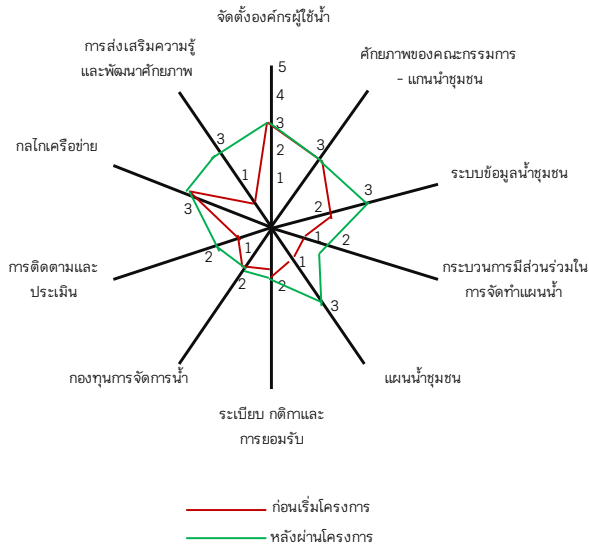 จัดตั้งองค์กรผู้ใช้น้ำ
การส่งเสริมความรู้
และพัฒนาศักยภาพ
ศักยภาพของคณะกรรมการ
- แกนนำชุมชน
5
4
3
2
1
3
1
3
กลไกเครือข่าย
ระบบข้อมูลน้ำชุมชน
3
3
2
1
2
1
2
การติดตามและ
ประเมิน
กระบวนการมีส่วนร่วมใน
การจัดทำแผนน้ำ
1
2
2
3
กองทุนการจัดการน้ำ
แผนน้ำชุมชน
ระเบียบ กติกาและ
การยอมรับ
ก่อนเริ่มโครงการ
หลังผ่านโครงการ